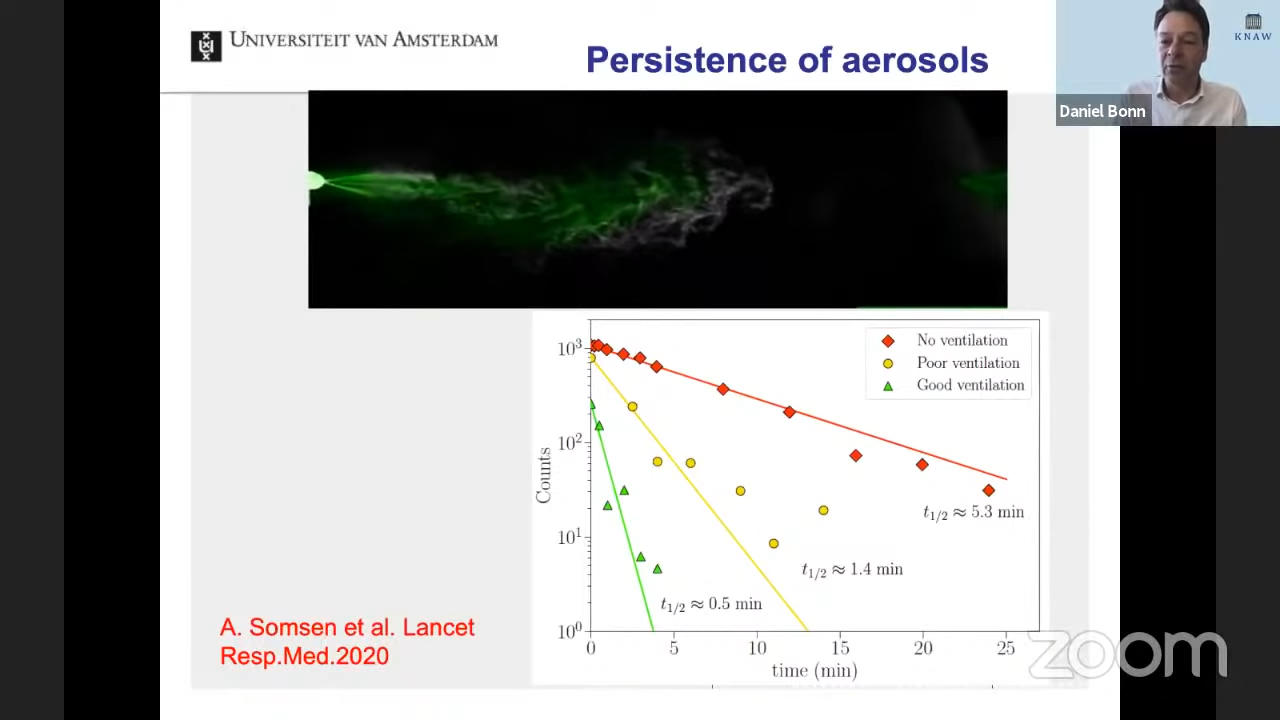 UNIVERSITEIT VAN AMSTERDAM
Persistence of aerosols
KNAW
Daniel Bonn
No ventilation
Poor ventilation
Good ventilation
10³
10²
10¹
10⁰
Counts
t1/2 ≈ 5.3 min
t1/2 ≈ 1.4 min
t1/2 ≈ 0.5 min
0 5 10 15 20 25
time (min)
A. Somsen et al. Lancet
Resp.Med.2020
zoom